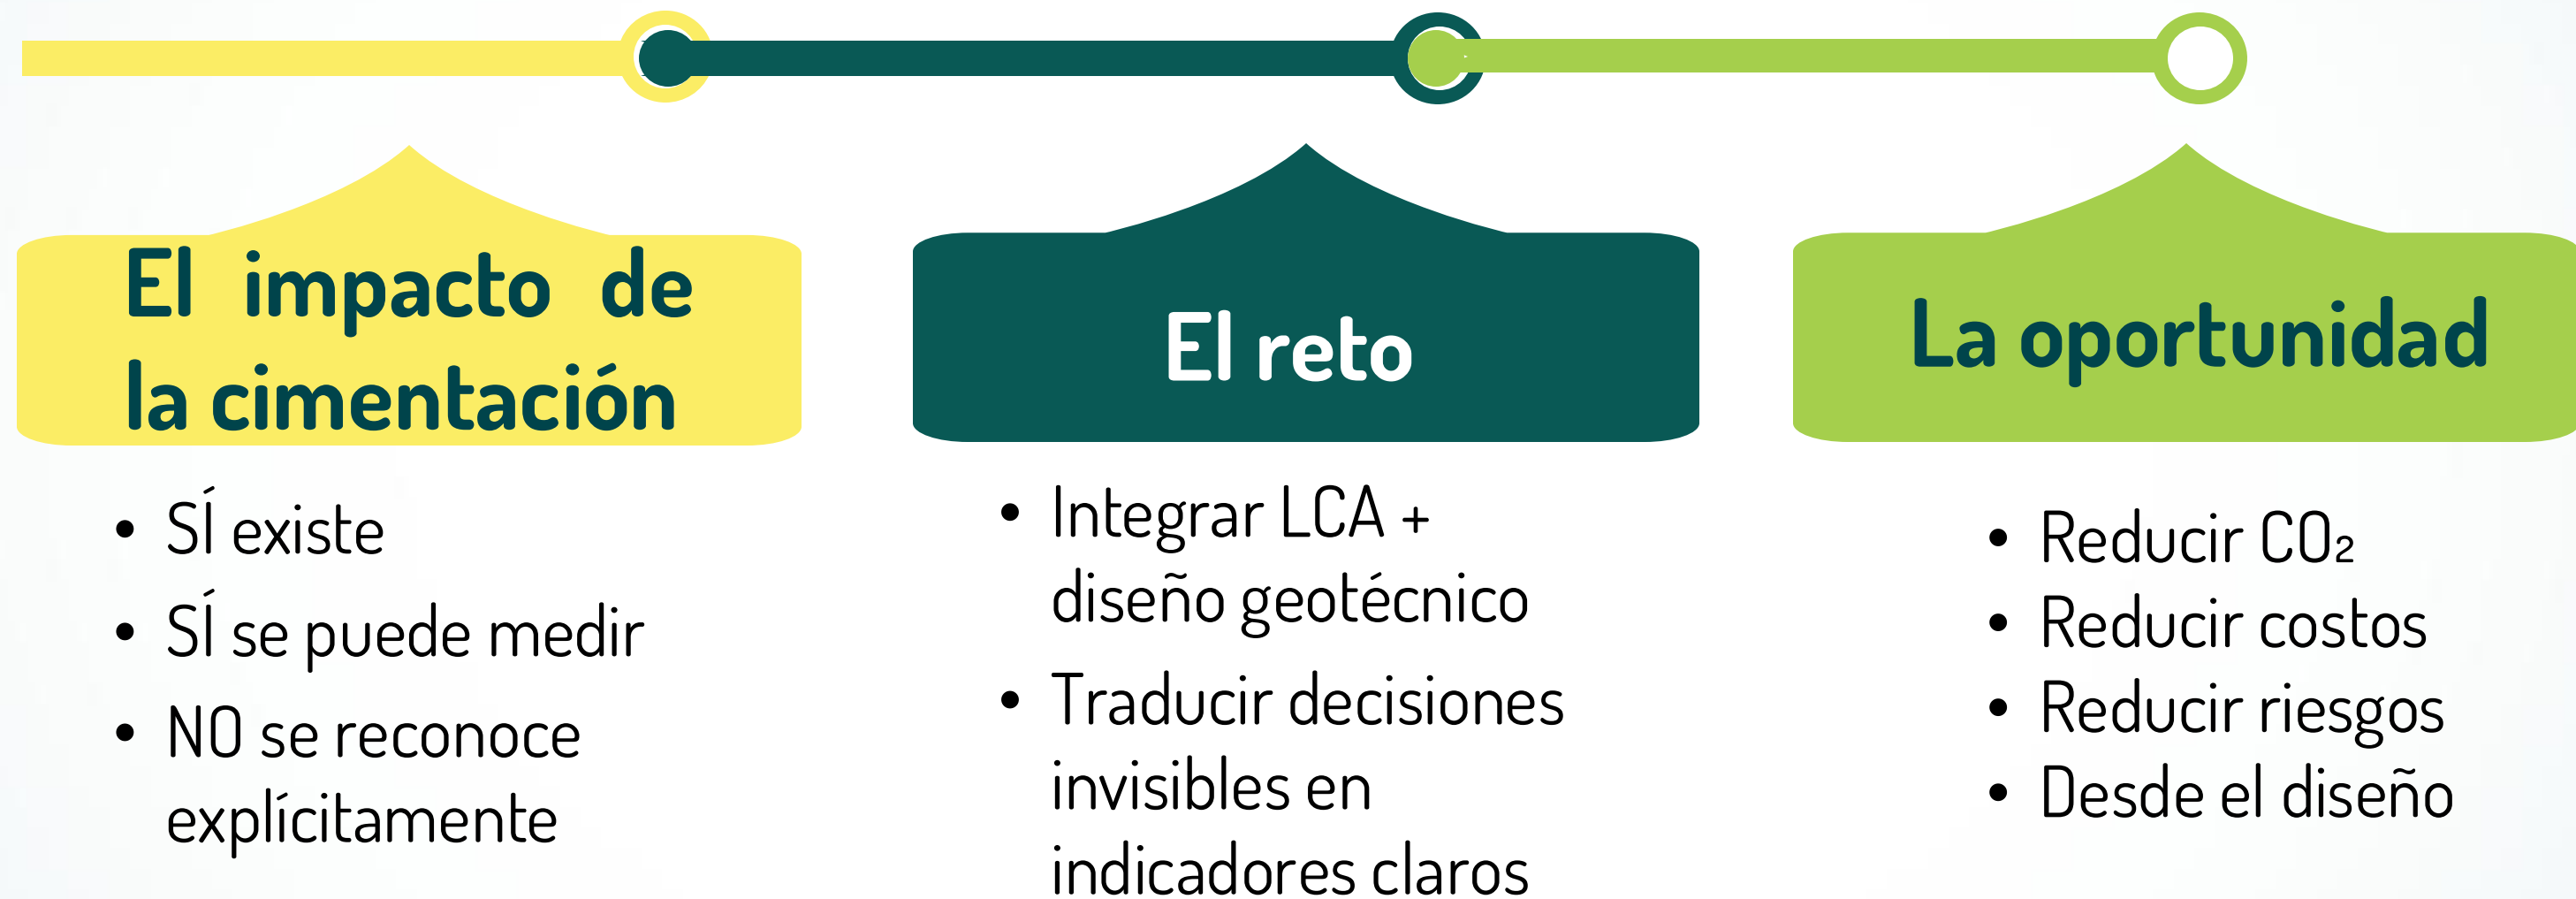 El impacto de
la cimentación
• SÍ existe
• SÍ se puede medir
• NO se reconoce
explícitamente
El reto
• Integrar LCA +
diseño geotécnico
• Traducir decisiones
invisibles en
indicadores claros
La oportunidad
• Reducir CO₂
• Reducir costos
• Reducir riesgos
• Desde el diseño